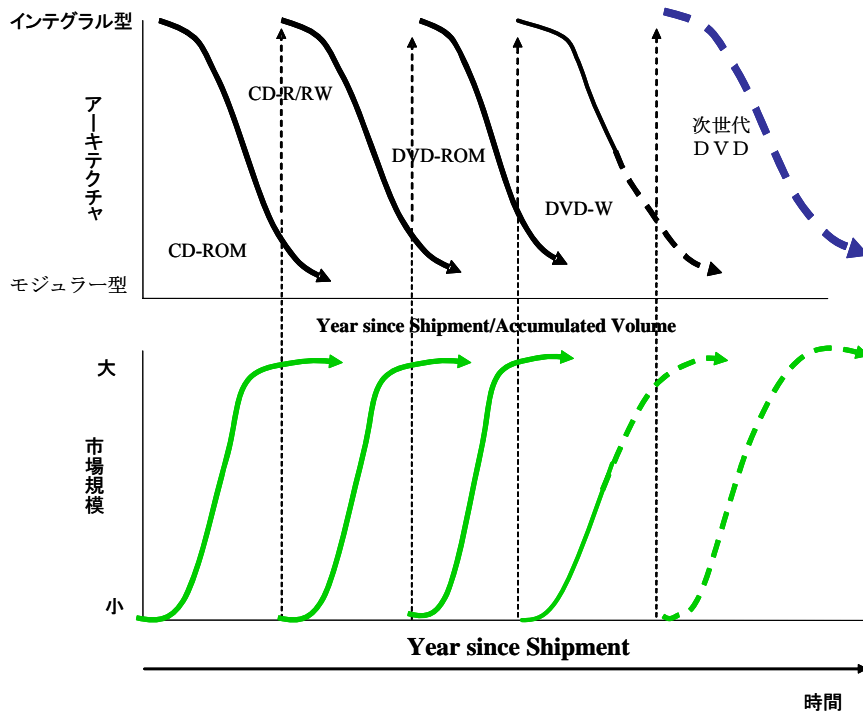 インテグラル型
アーキテクチャ
CD-R/RW
次世代
ＤＶＤ
DVD-ROM
DVD-W
CD-ROM
モジュラー型
Year since Shipment/Accumulated Volume
大
市場規模
小
Year since Shipment
時間